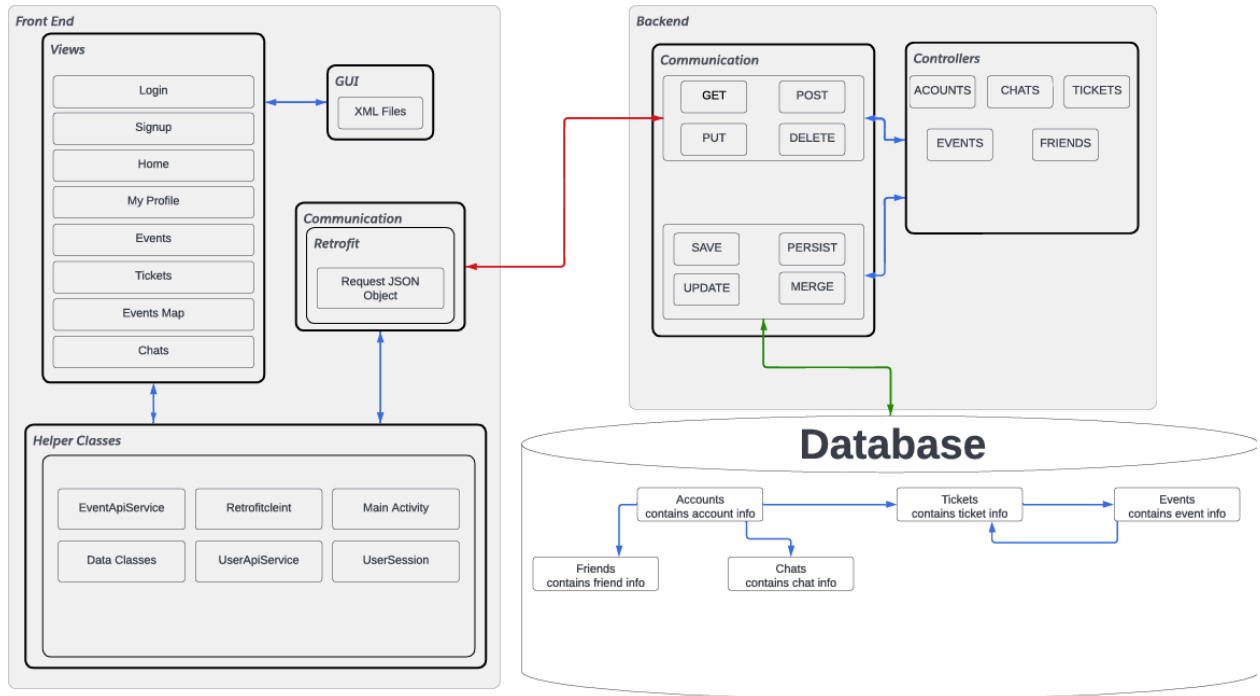 Front End
Views
Login
Signup
Home
My Profile
Events
Tickets
Events Map
Chats
GUI
XML Files
Communication
Retrofit
Request JSON
Object
Helper Classes
EventApiService
Retrofitcleint
Main Activity
Data Classes
UserApiService
UserSession
Backend
Communication
GET
POST
PUT
DELETE
SAVE
PERSIST
UPDATE
MERGE
Controllers
ACOUNTS
CHATS
TICKETS
EVENTS
FRIENDS
Database
Accounts
contains account info
Tickets
contains ticket info
Events
contains event info
Friends
contains friend info
Chats
contains chat info